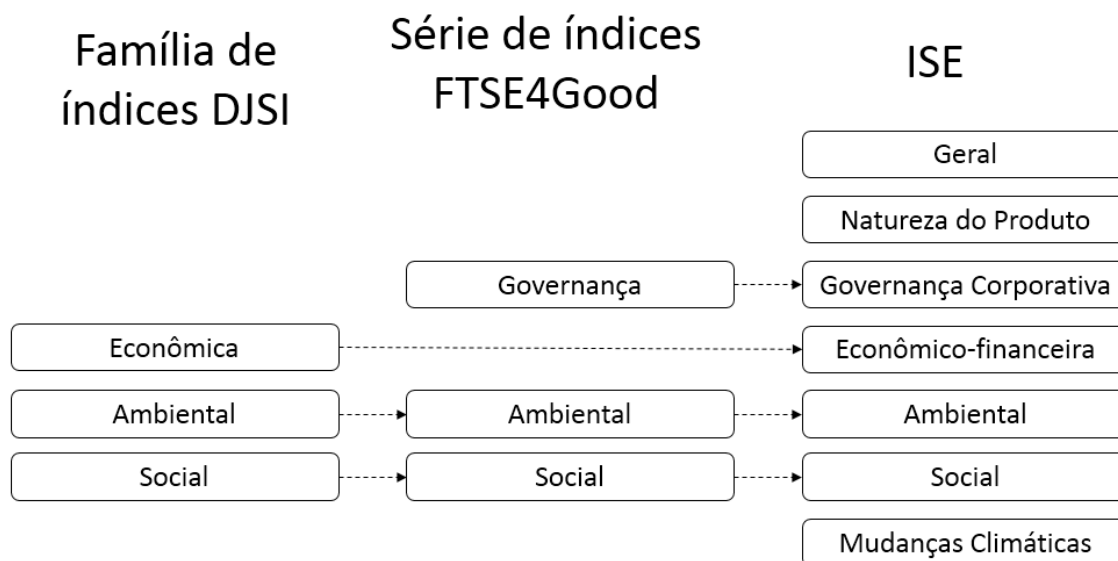 Família de
índices DJSI
Série de índices
FTSE4Good
ISE
Geral
Natureza do Produto
Governança
Governança Corporativa
Econômica
Econômico-financeira
Ambiental
Ambiental
Ambiental
Social
Social
Social
Mudanças Climáticas